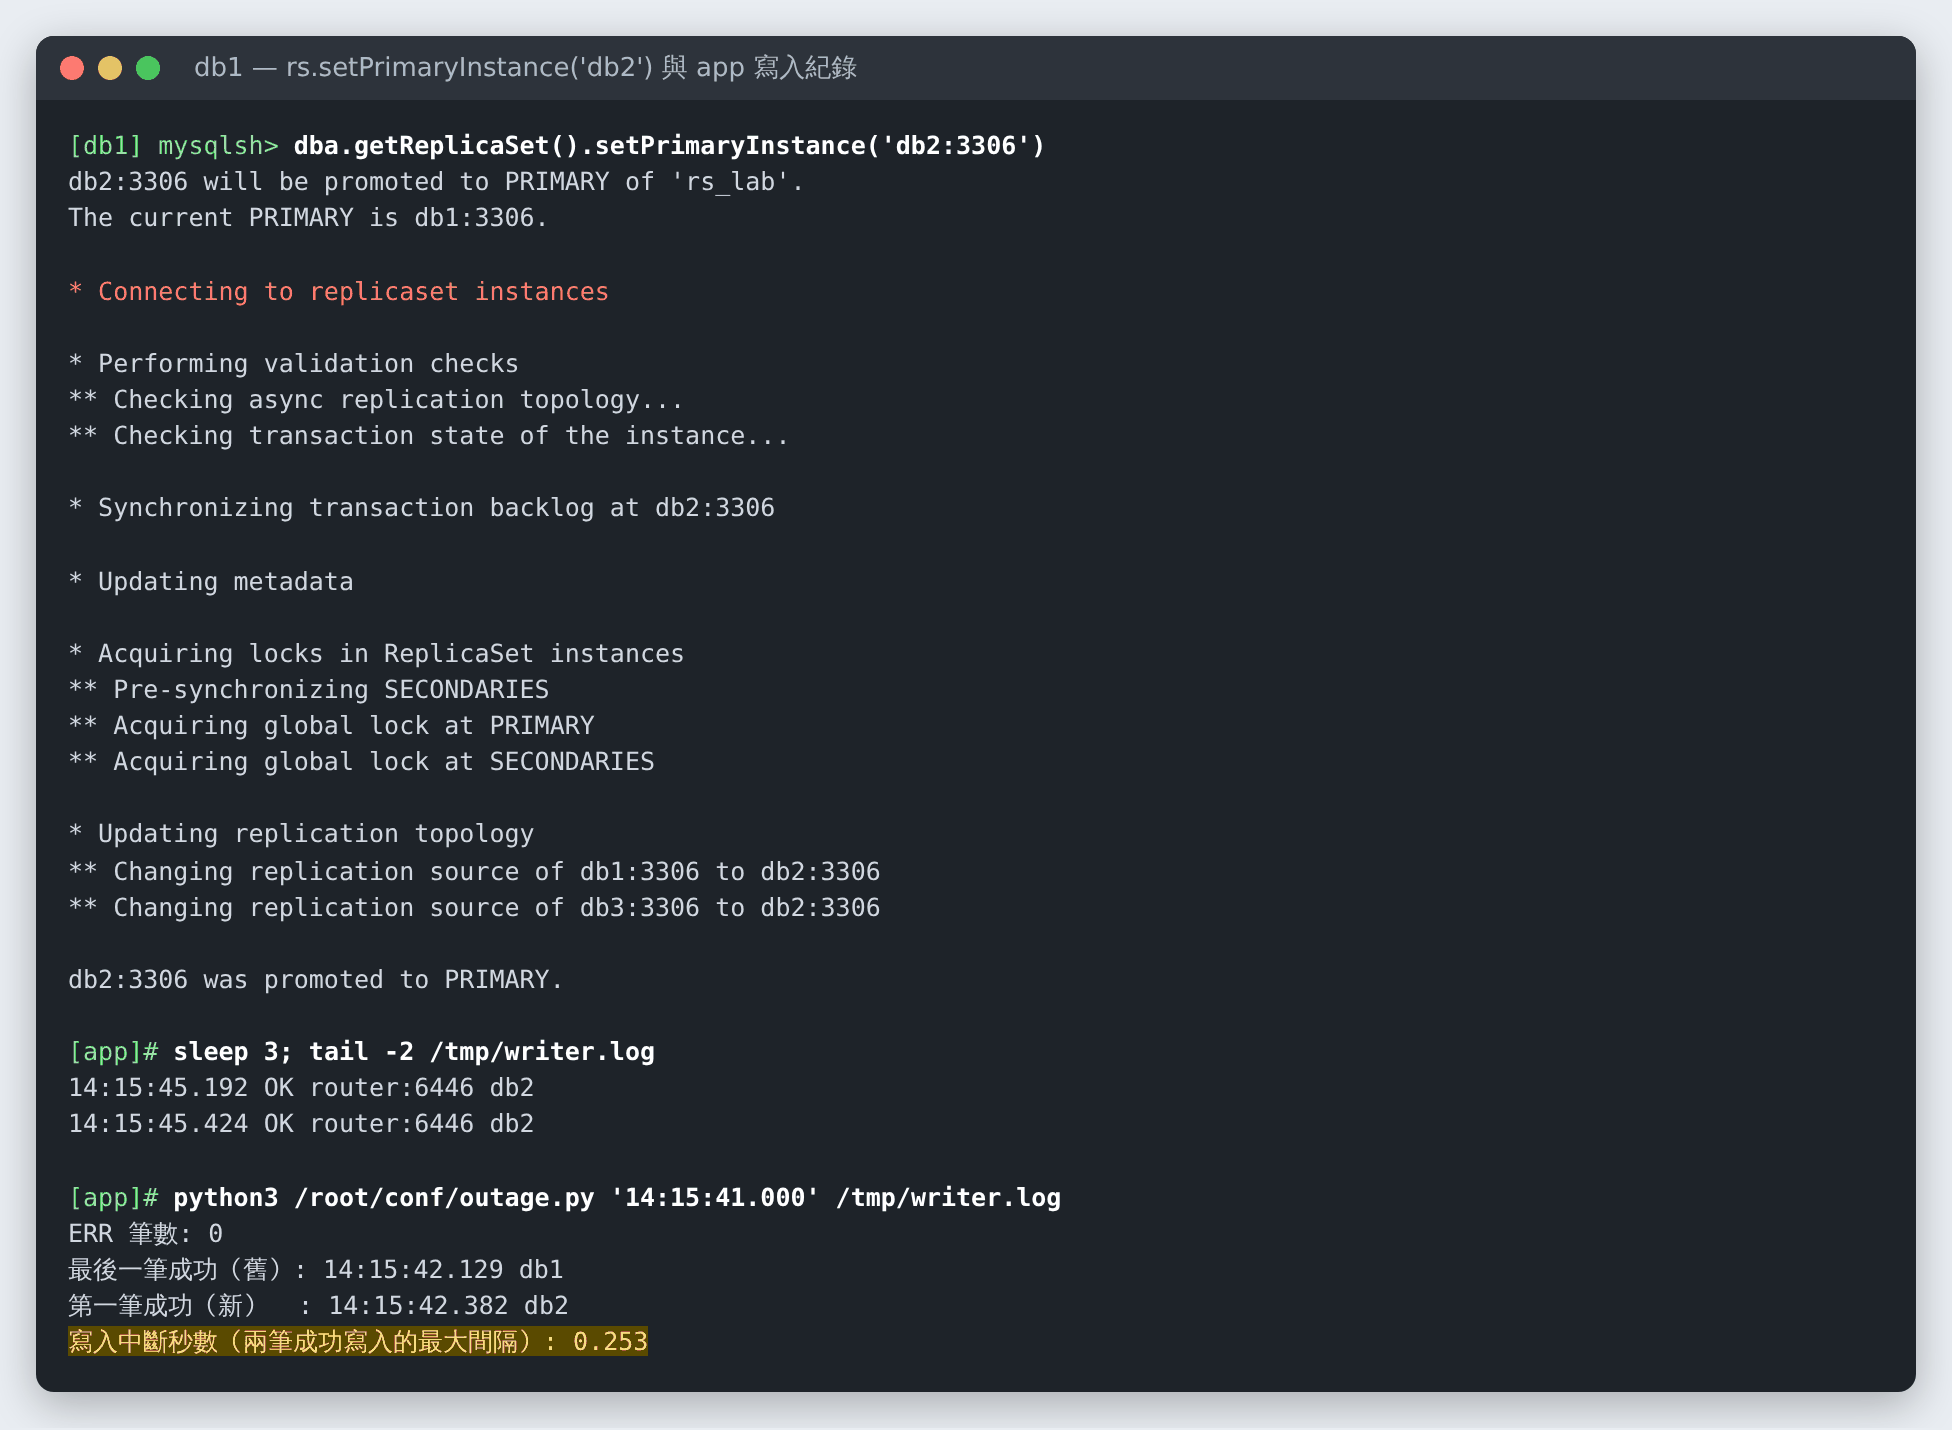 db1 — rs.setPrimaryInstance('db2') 與 app 寫入紀錄
[db1] mysqlsh> dba.getReplicaSet().setPrimaryInstance('db2:3306')
db2:3306 will be promoted to PRIMARY of 'rs_lab'.
The current PRIMARY is db1:3306.
* Connecting to replicaset instances
* Performing validation checks
** Checking async replication topology...
** Checking transaction state of the instance...
* Synchronizing transaction backlog at db2:3306
* Updating metadata
* Acquiring locks in ReplicaSet instances
** Pre-synchronizing SECONDARIES
** Acquiring global lock at PRIMARY
** Acquiring global lock at SECONDARIES
* Updating replication topology
** Changing replication source of db1:3306 to db2:3306
** Changing replication source of db3:3306 to db2:3306
db2:3306 was promoted to PRIMARY.
[app]# sleep 3; tail -2 /tmp/writer.log
14:15:45.192 OK router:6446 db2
14:15:45.424 OK router:6446 db2
[app]# python3 /root/conf/outage.py '14:15:41.000' /tmp/writer.log
ERR 筆數: 0
最後一筆成功（舊）: 14:15:42.129 db1
第一筆成功（新）  : 14:15:42.382 db2
寫入中斷秒數（兩筆成功寫入的最大間隔）: 0.253